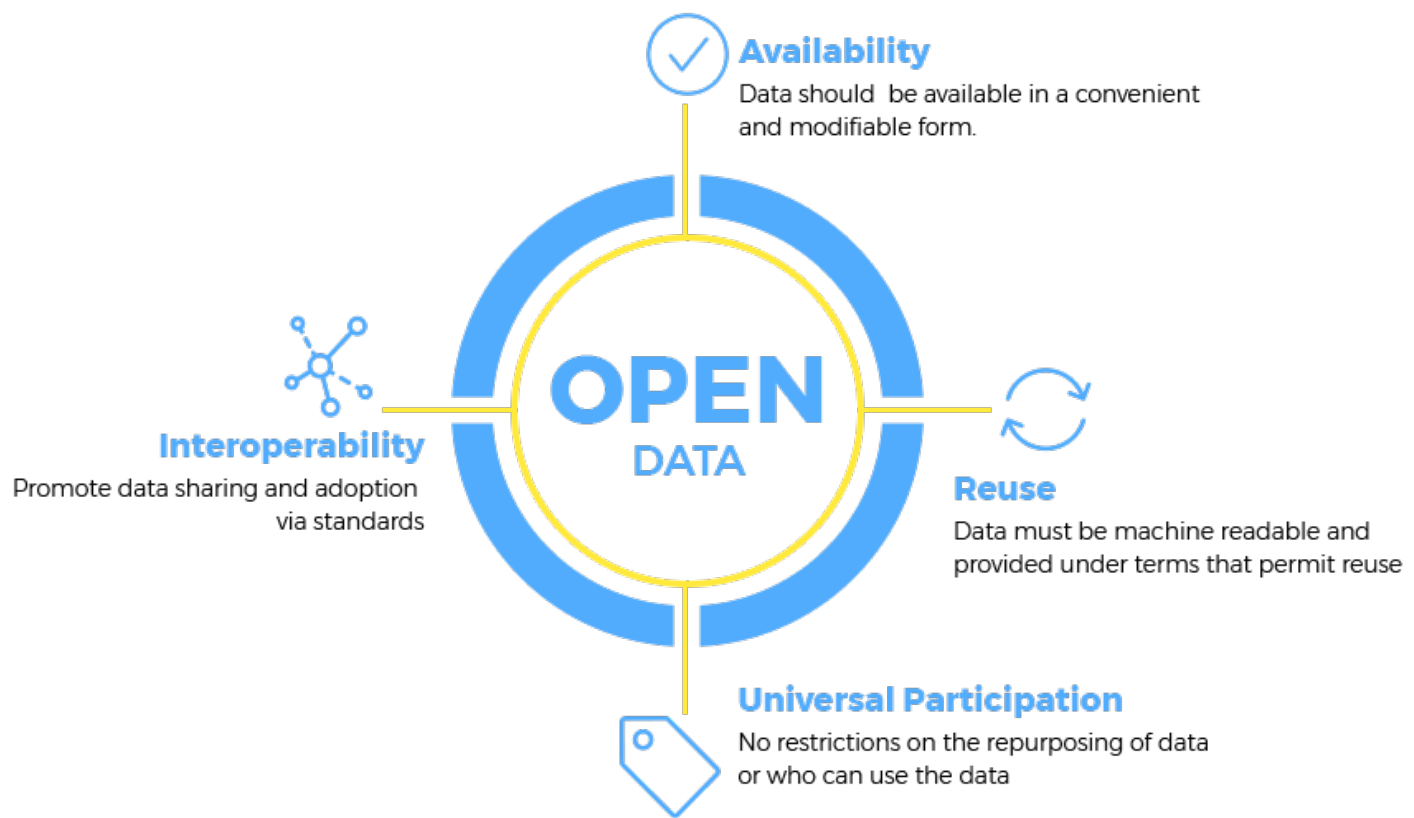 Availability
Data should  be available in a convenient
and modifiable form.
OPEN
DATA
Interoperability
Promote data sharing and adoption
via standards
Reuse
Data must be machine readable and
provided under terms that permit reuse
Universal Participation
No restrictions on the repurposing of data
or who can use the data